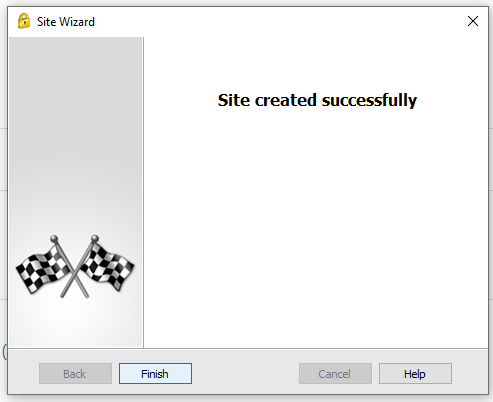 Site Wizard
Site created successfully
Back Finish Cancel Help